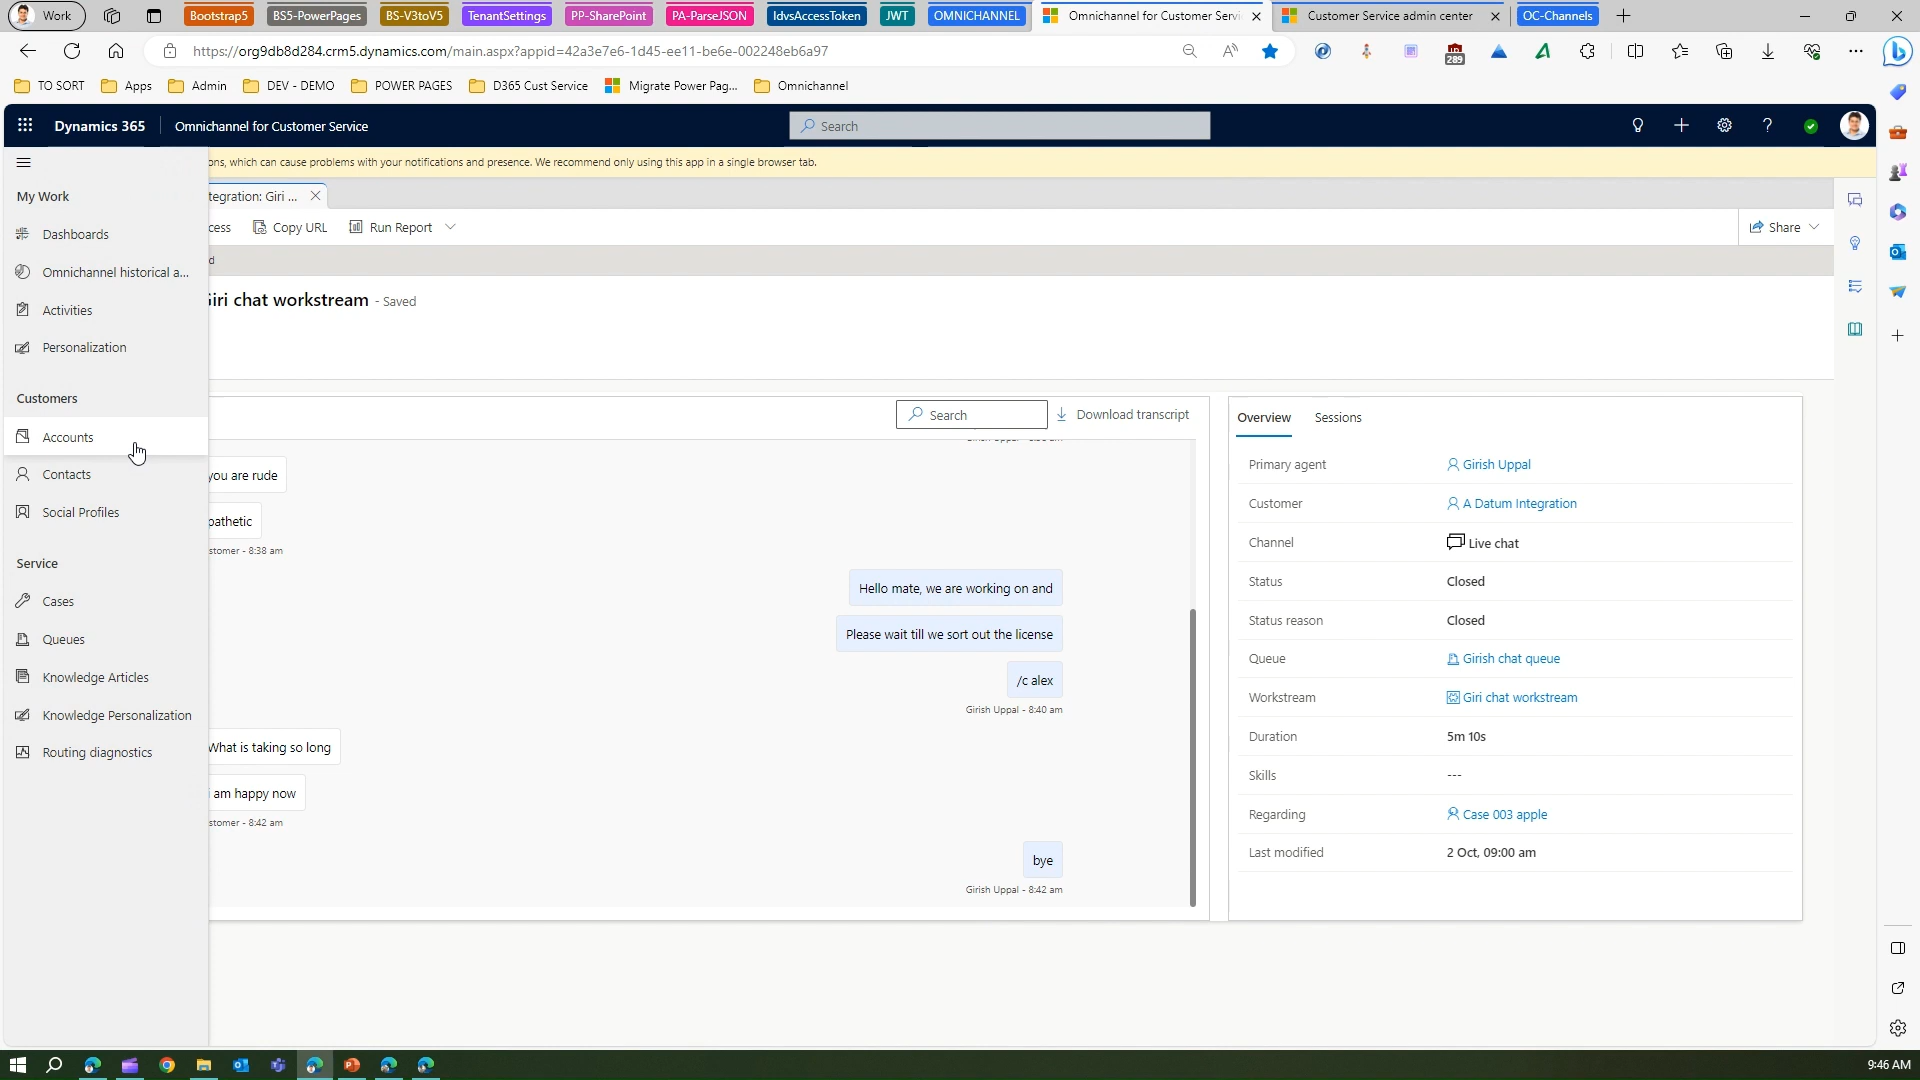 Work
Bootstrap5
BS5-PowerPages
BS-V3toV5
TenantSettings
PP-SharePoint
PA-ParseJSON
IdvsAccessToken
JWT
OMNICHANNEL
Omnichannel for Customer Servi
Customer Service admin center
OC-Channels
https://org9db8d284.crm5.dynamics.com/main.aspx?appid=42a3e7e6-1d45-ee11-be6e-002248eb6a97
289
TO SORT
Apps
Admin
DEV - DEMO
POWER PAGES
D365 Cust Service
Migrate Power Pag...
Omnichannel
Dynamics 365
Omnichannel for Customer Service
Search
ons, which can cause problems with your notifications and presence. We recommend only using this app in a single browser tab.
My Work
Dashboards
Omnichannel historical a...
Activities
Personalization
Customers
Accounts
Contacts
Social Profiles
Service
Cases
Queues
Knowledge Articles
Knowledge Personalization
Routing diagnostics
tegration: Giri ...
cess
Copy URL
Run Report
Share
d
Giri chat workstream - Saved
Search
Download transcript
you are rude
pathetic
stomer - 8:38 am
Hello mate, we are working on and
Please wait till we sort out the license
/c alex
Girish Uppal - 8:40 am
What is taking so long
am happy now
stomer - 8:42 am
bye
Girish Uppal - 8:42 am
Overview
Sessions
Primary agent
Girish Uppal
Customer
A Datum Integration
Channel
Live chat
Status
Closed
Status reason
Closed
Queue
Girish chat queue
Workstream
Giri chat workstream
Duration
5m 10s
Skills
---
Regarding
Case 003 apple
Last modified
2 Oct, 09:00 am
9:46 AM